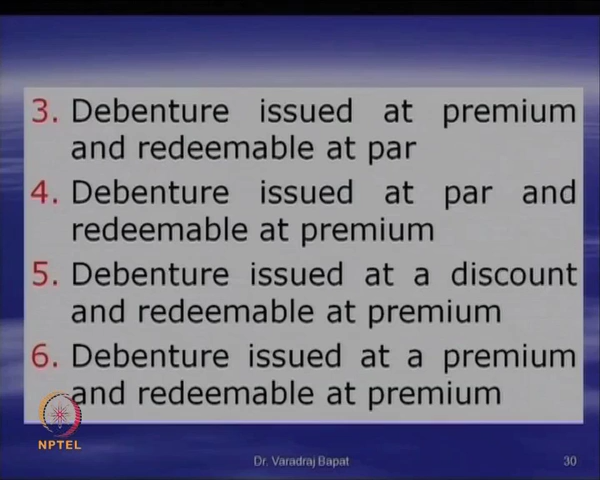 3. Debenture issued at premium
and redeemable at par
4. Debenture issued at par and
redeemable at premium
5. Debenture issued at a discount
and redeemable at premium
6. Debenture issued at a premium
and redeemable at premium
NPTEL
Dr. Varadraj Bapat
30